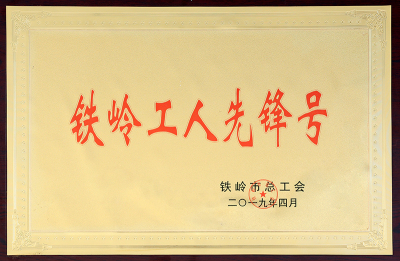 铁岭工人先锋号
铁岭市总工会
二〇一九年四月